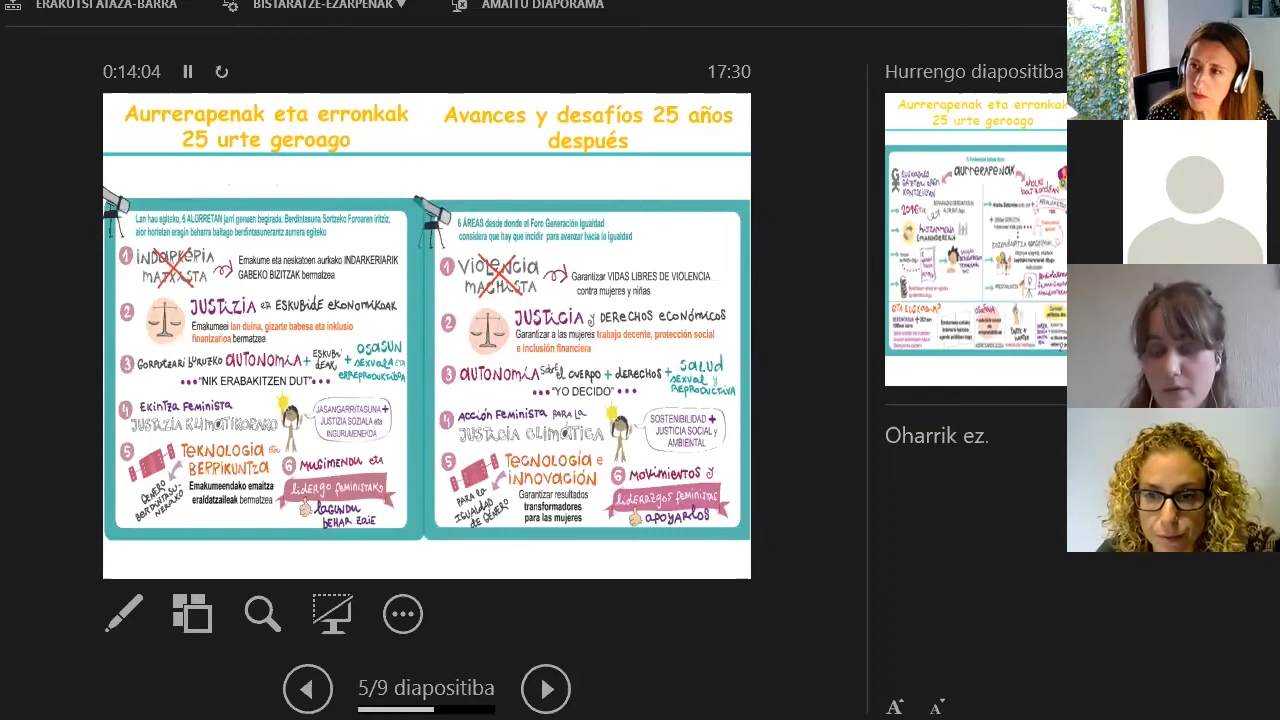 ERAKUTSI ATAZA-BARRA
BISTARATZE-EZARPENAK
AMAITU DIAPORAMA
0:14:04
17:30
Aurrerapenak eta erronkak
25 urte geroago
Lan hau egiteko, 6 ALORRETAN jarri genuen begirada. Berdintasuna Sortzeko Foroaren iritziz,
alor horietan eragin beharra baitago berdintasunerantz aurrera egiteko
1 INDARKERIA
MATXISTA
Emakume eta neskatoen aurkako INDARKERIARIK
GABEKO BIZITZAK bermatzea
2 JUSTIZIA eta ESKUBIDE EKONOMIKOAK
Emakumeei lan duina, gizarte babesa eta inklusio
finantzarioa bermatzea
3 GORPUTZARI BURUZKO AUTONOMIA + ESKUBIDEAK + OSASUN
SEXUALA ETA
ERREPRODUKTIBOA
"NIK ERABAKITZEN DUT"
4 EKINTZA FEMINISTA
JUSTIZIA KLIMATIKORAKO
JASANGARRITASUNA +
JUSTIZIA SOZIALA eta
INGURUMENEKOA
5 TEKNOLOGIA eta
BERRIKUNTZA
GENERO
BERDINTASUNERAKO
Emakumeendako emaitza
eraldatzaileak bermatzea
6 MUGIMENDU eta
LIDERGO FEMINISTAKO
LAGUNDU
BEHAR ZAIE
Avances y desafíos 25 años
después
6 ÁREAS desde donde el Foro Generación Igualdad
considera que hay que incidir para avanzar hacia la igualdad
1 VIOLENCIA
MACHISTA
Garantizar VIDAS LIBRES DE VIOLENCIA
contra mujeres y niñas
2 JUSTICIA y DERECHOS ECONÓMICOS
Garantizar a las mujeres trabajo decente, protección social
e inclusión financiera
3 AUTONOMÍA sobre EL CUERPO + DERECHOS + SALUD
SEXUAL y
REPRODUCTIVA
"YO DECIDO"
4 ACCIÓN FEMINISTA PARA LA
JUSTICIA CLIMÁTICA
SOSTENIBILIDAD +
JUSTICIA SOCIAL y
AMBIENTAL
5 TECNOLOGÍA e
INNOVACIÓN
PARA LA
IGUALDAD
DE GÉNERO
Garantizar resultados
transformadores
para las mujeres
6 MOVIMIENTOS y
LIDERAZGOS FEMINISTAS
APOYARLOS
5/9 diapositiba
Hurrengo diapositiba
Aurrerapenak eta erronkak
25 urte geroago
AURRERAPENAK
Oharrik ez.
A
A